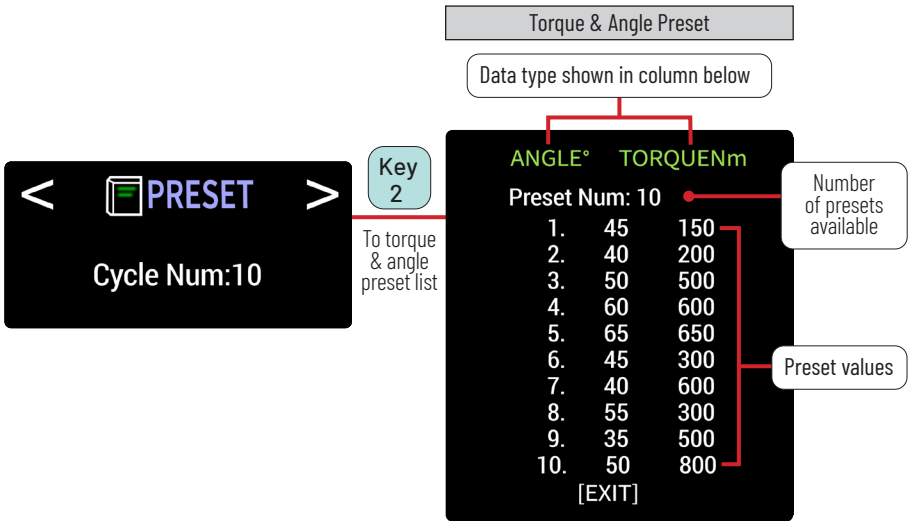 Torque & Angle Preset
Data type shown in column below
< PRESET >
Cycle Num:10
Key
2
To torque
& angle
preset list
ANGLE° TORQUENm
Preset Num: 10
1. 45 150
2. 40 200
3. 50 500
4. 60 600
5. 65 650
6. 45 300
7. 40 600
8. 55 300
9. 35 500
10. 50 800
[EXIT]
Number
of presets
available
Preset values